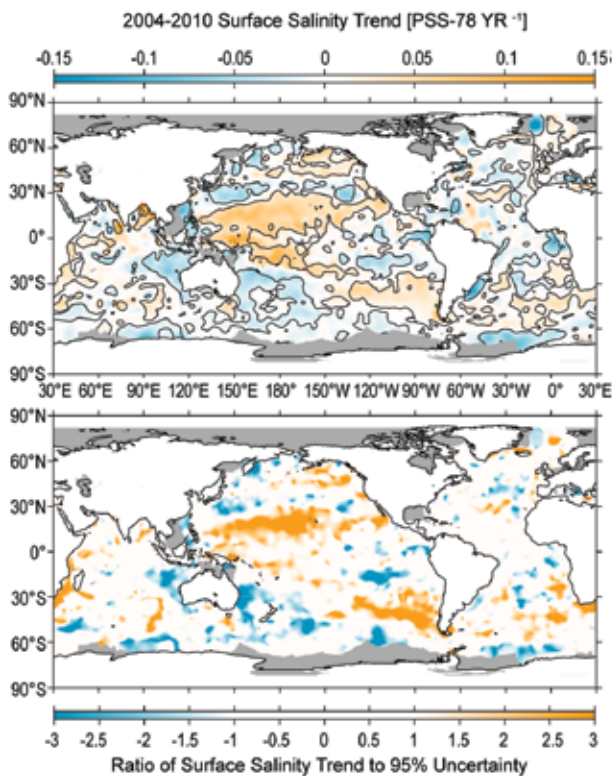 2004-2010 Surface Salinity Trend [PSS-78 YR ⁻¹]
-0.15 -0.1 -0.05 0 0.05 0.1 0.15
90°N
60°N
30°N
0°
30°S
60°S
90°S
30°E 60°E 90°E 120°E 150°E 180° 150°W 120°W 90°W 60°W 30°W 0° 30°E
90°N
60°N
30°N
0°
30°S
60°S
90°S
-3 -2.5 -2 -1.5 -1 -0.5 0 0.5 1 1.5 2 2.5 3
Ratio of Surface Salinity Trend to 95% Uncertainty